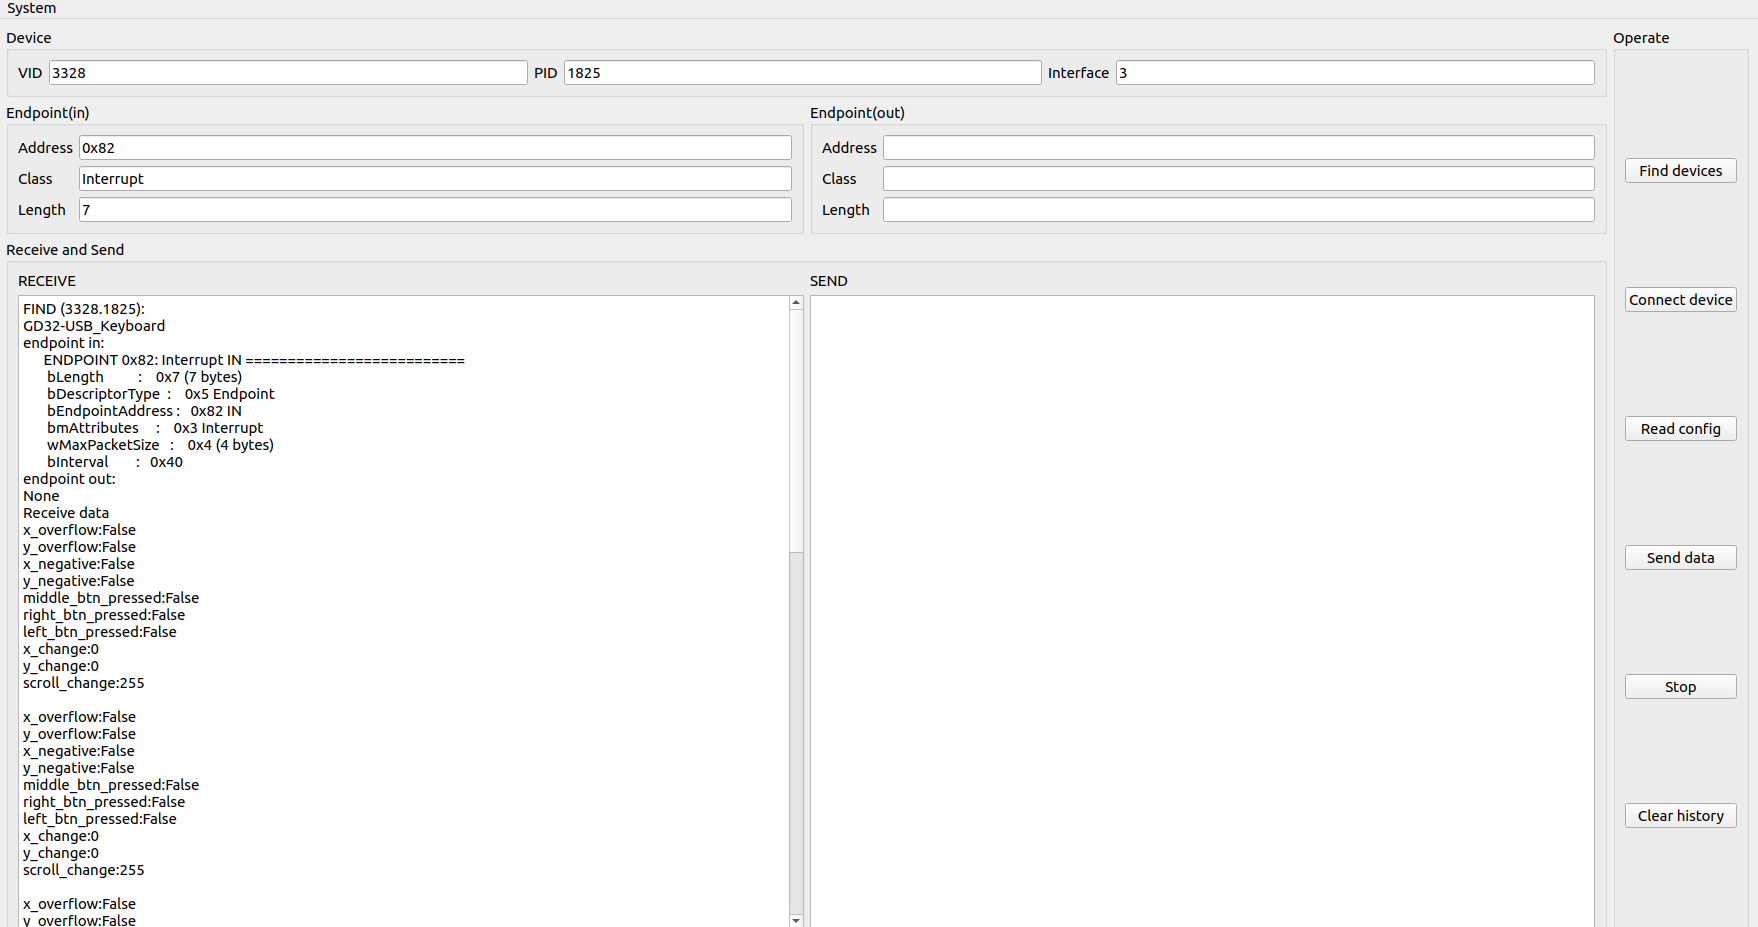 System
Device
VID 3328 PID 1825 Interface 3
Endpoint(in)
Address 0x82
Class Interrupt
Length 7
Endpoint(out)
Address
Class
Length
Receive and Send
RECEIVE
FIND (3328.1825):
GD32-USB_Keyboard
endpoint in:
ENDPOINT 0x82: Interrupt IN ==========================
bLength : 0x7 (7 bytes)
bDescriptorType : 0x5 Endpoint
bEndpointAddress : 0x82 IN
bmAttributes : 0x3 Interrupt
wMaxPacketSize : 0x4 (4 bytes)
bInterval : 0x40
endpoint out:
None
Receive data
x_overflow:False
y_overflow:False
x_negative:False
y_negative:False
middle_btn_pressed:False
right_btn_pressed:False
left_btn_pressed:False
x_change:0
y_change:0
scroll_change:255
x_overflow:False
y_overflow:False
x_negative:False
y_negative:False
middle_btn_pressed:False
right_btn_pressed:False
left_btn_pressed:False
x_change:0
y_change:0
scroll_change:255
x_overflow:False
y_overflow:False
SEND
Operate
Find devices
Connect device
Read config
Send data
Stop
Clear history